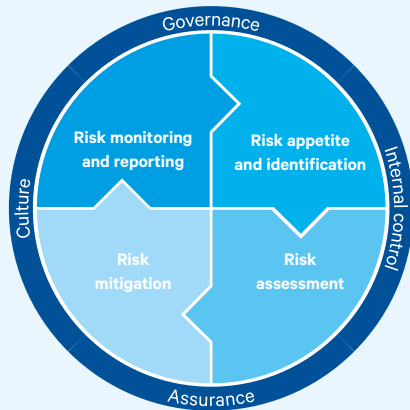 Governance
Risk monitoring
and reporting
Risk appetite
and identification
Culture
Internal control
Risk
mitigation
Risk
assessment
Assurance